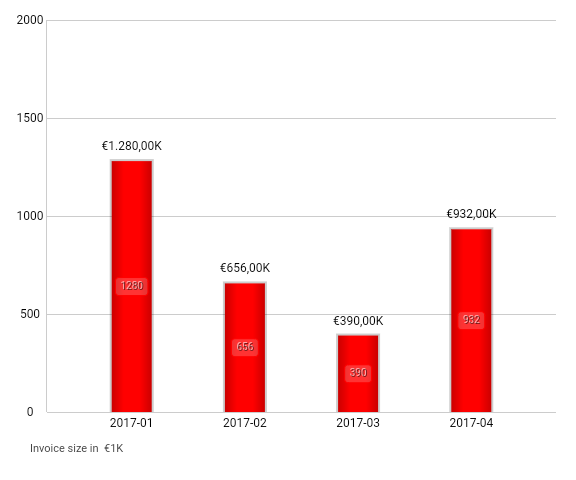 2000
1500
1000
500
0
€1.280,00K
€656,00K
€390,00K
€932,00K
1280
656
390
932
2017-01
2017-02
2017-03
2017-04
Invoice size in €1K